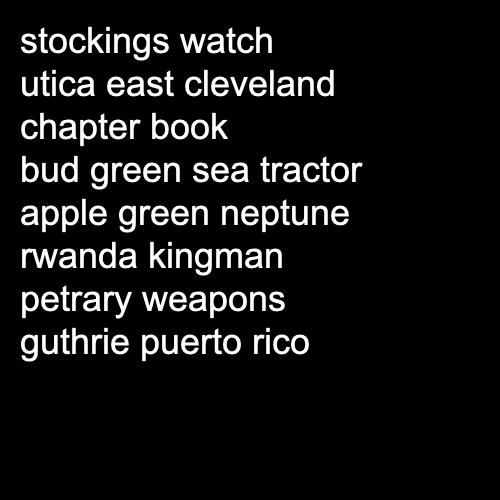 stockings watch
utica east cleveland
chapter book
bud green sea tractor
apple green neptune
rwanda kingman
petrary weapons
guthrie puerto rico